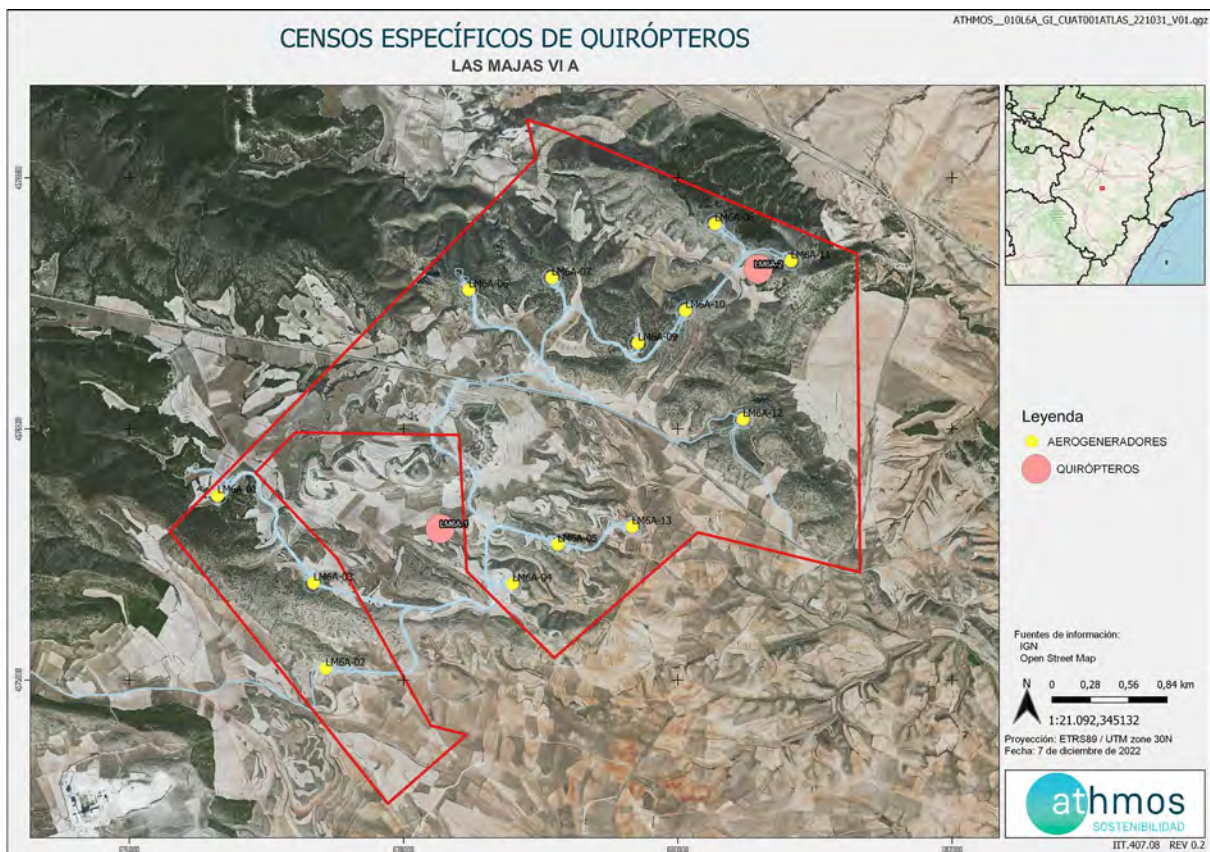 ATHMOS__010L6A_GI_CUAT001ATLAS_221031_V01.qgz
CENSOS ESPECÍFICOS DE QUIRÓPTEROS
LAS MAJAS VI A
LM6A-08
LM6A-11
LM6A-2
LM6A-07
LM6A-06
LM6A-10
LM6A-09
LM6A-12
LM6A-1
LM6A-13
LM6A-05
LM6A-03
LM6A-04
LM6A-02
Leyenda
AEROGENERADORES
QUIRÓPTEROS
Fuentes de información:
IGN
Open Street Map
N
0 0,28 0,56 0,84 km
1:21.092,345132
Proyección: ETRS89 / UTM zone 30N
Fecha: 7 de diciembre de 2022
athmos
SOSTENIBILIDAD
IIT.407.08 REV 0.2